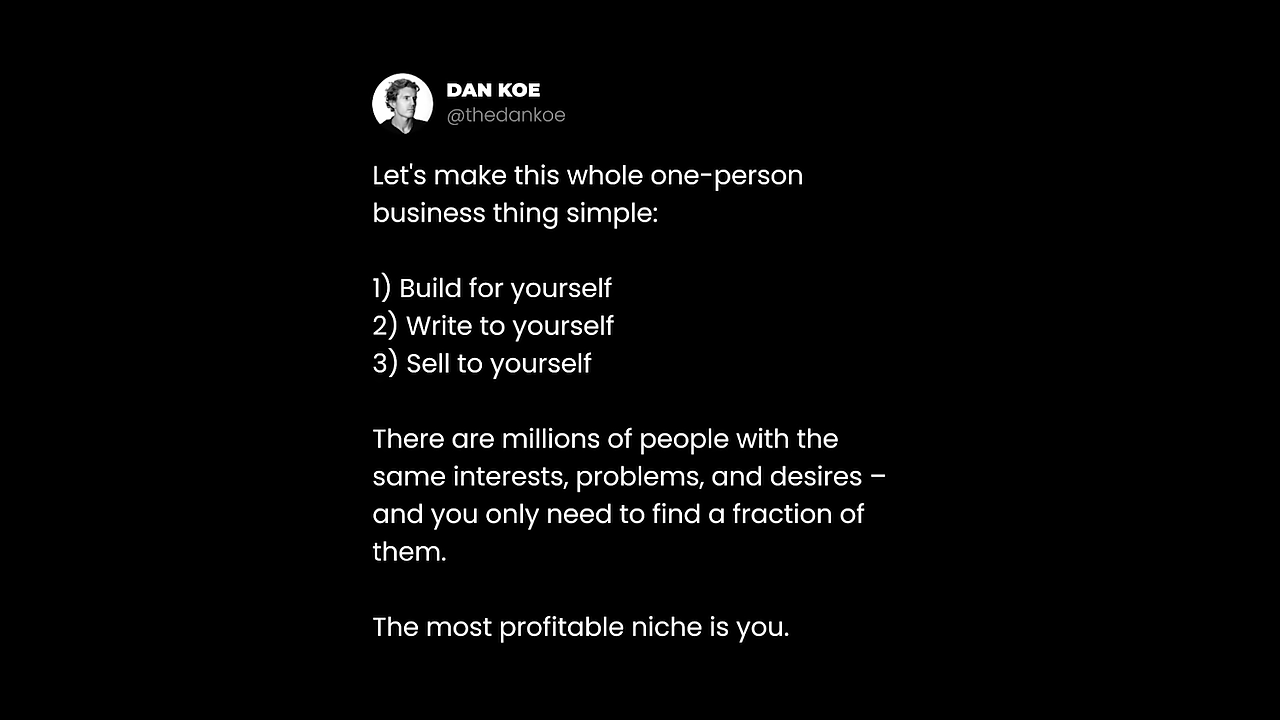 DAN KOE
@thedankoe
Let's make this whole one-person
business thing simple:
1) Build for yourself
2) Write to yourself
3) Sell to yourself
There are millions of people with the
same interests, problems, and desires –
and you only need to find a fraction of
them.
The most profitable niche is you.